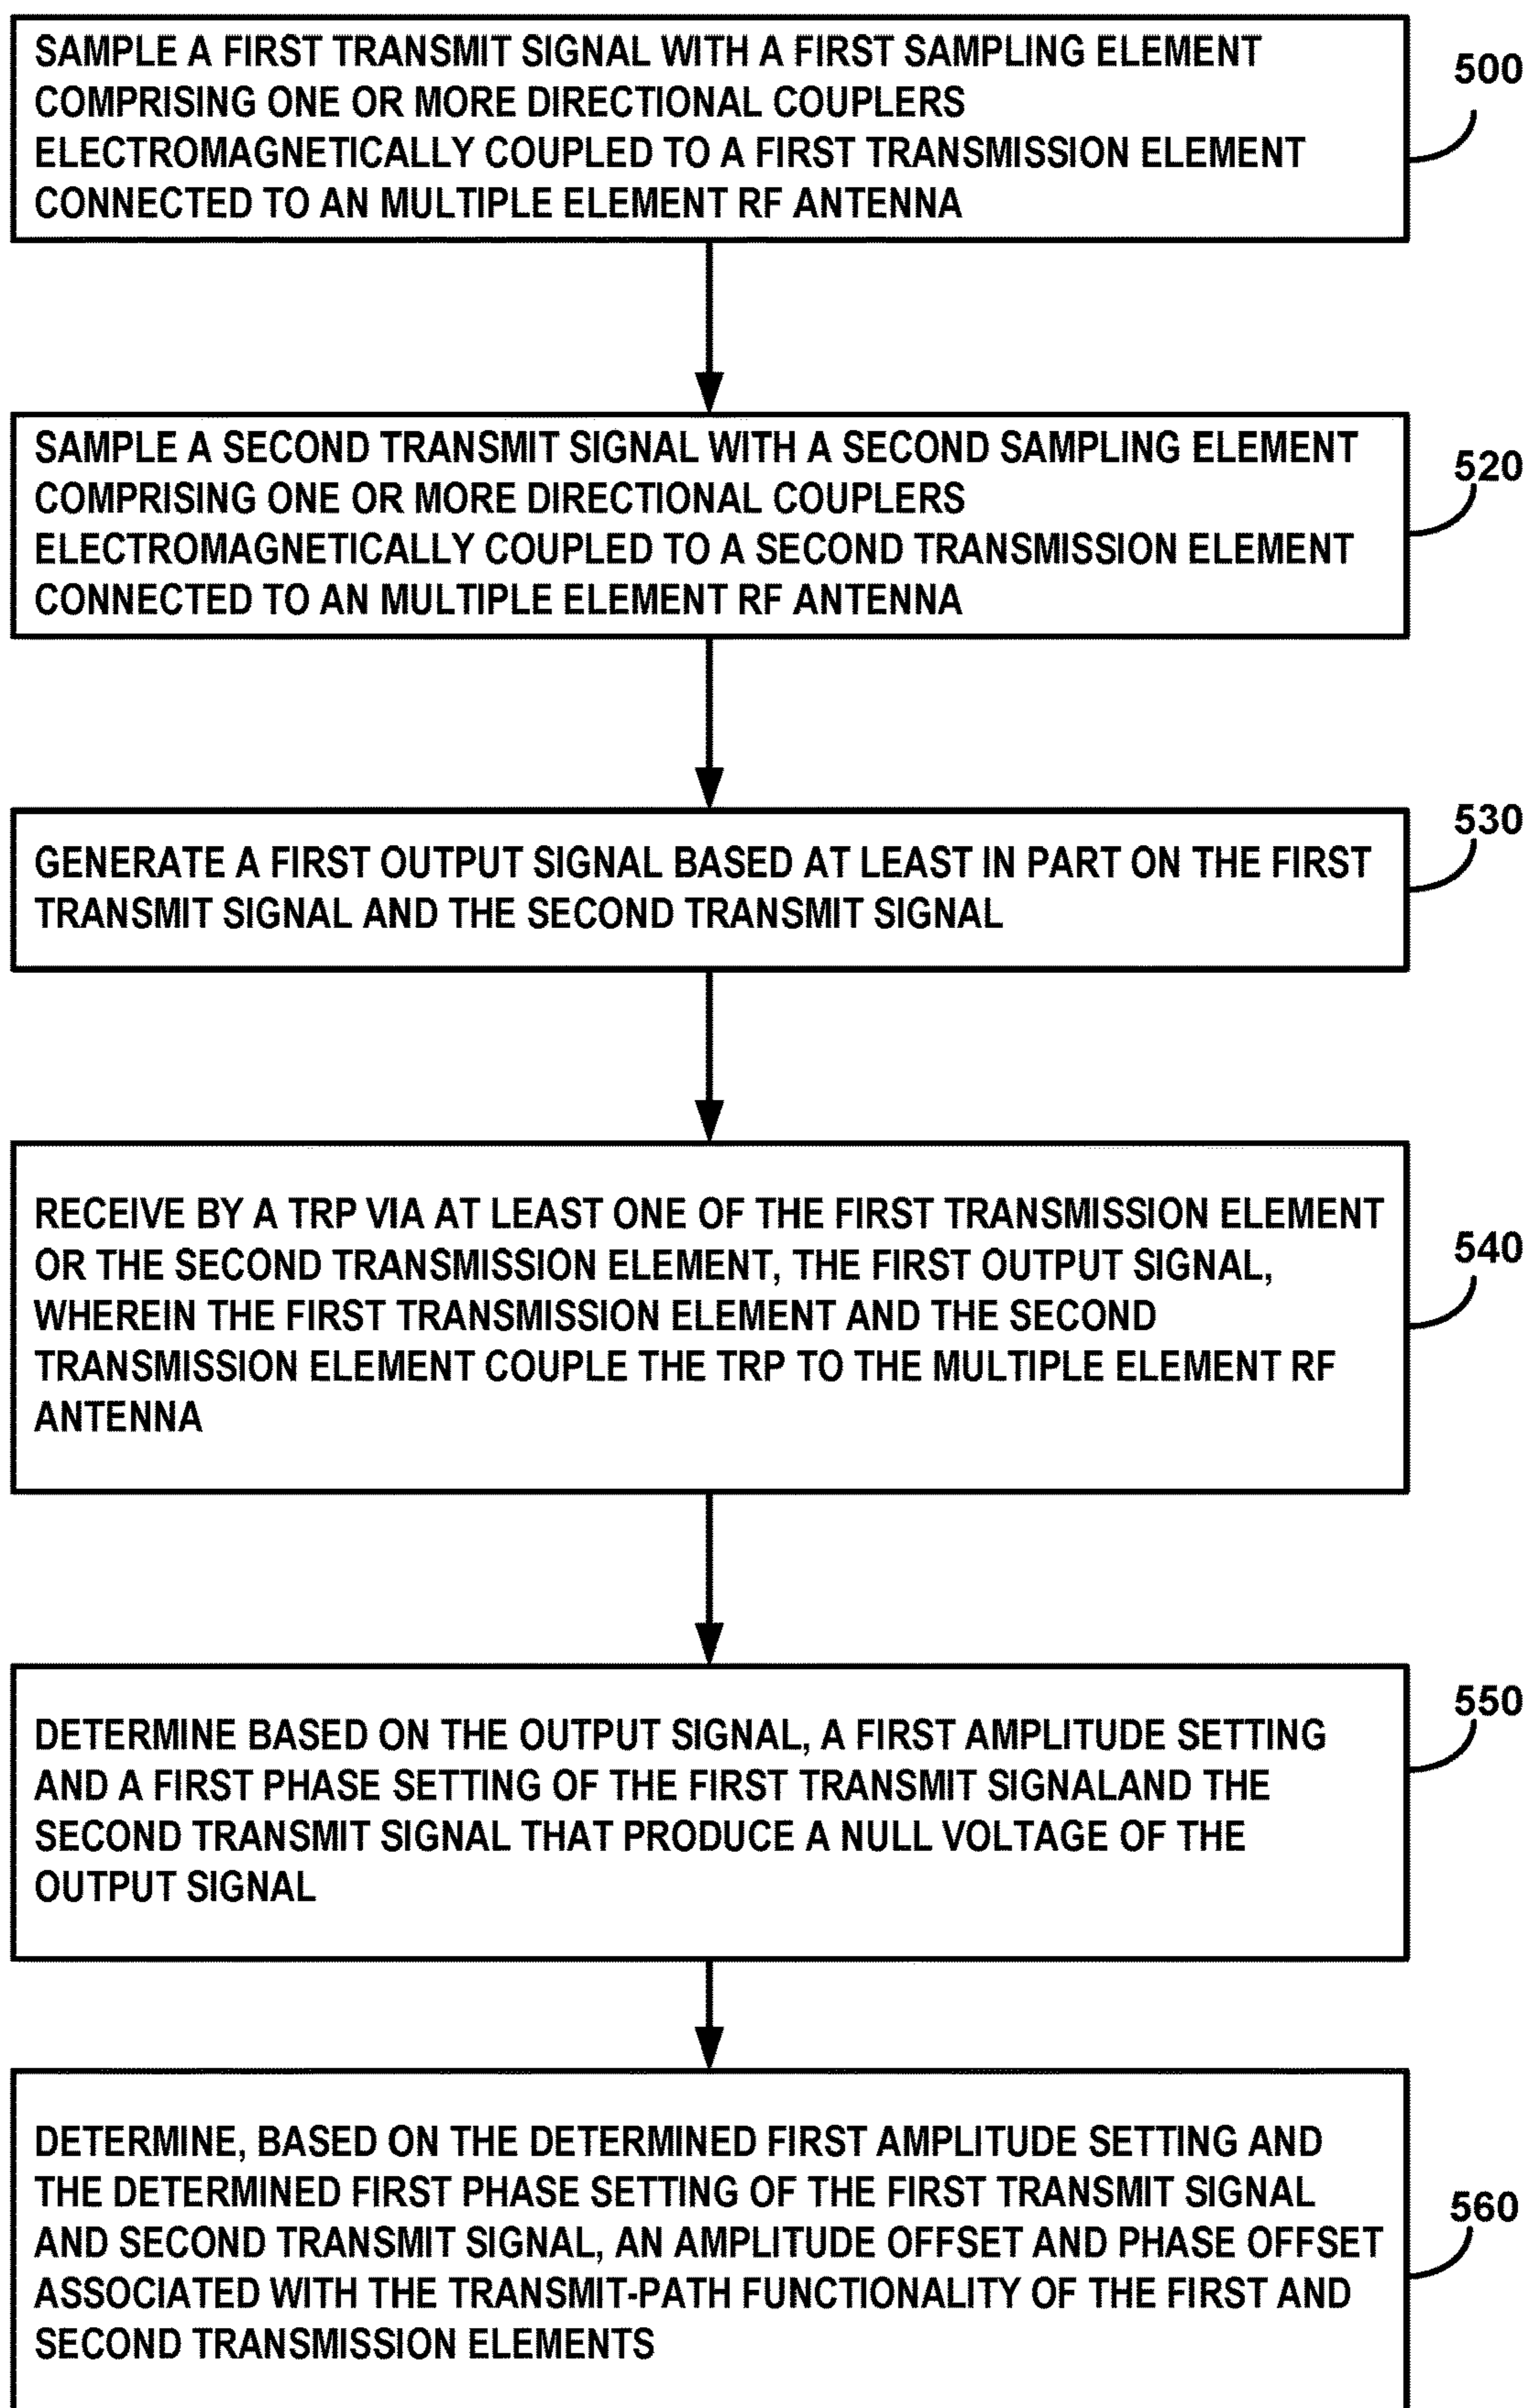 SAMPLE A FIRST TRANSMIT SIGNAL WITH A FIRST SAMPLING ELEMENT
COMPRISING ONE OR MORE DIRECTIONAL COUPLERS
ELECTROMAGNETICALLY COUPLED TO A FIRST TRANSMISSION ELEMENT
CONNECTED TO AN MULTIPLE ELEMENT RF ANTENNA
500
SAMPLE A SECOND TRANSMIT SIGNAL WITH A SECOND SAMPLING ELEMENT
COMPRISING ONE OR MORE DIRECTIONAL COUPLERS
ELECTROMAGNETICALLY COUPLED TO A SECOND TRANSMISSION ELEMENT
CONNECTED TO AN MULTIPLE ELEMENT RF ANTENNA
520
GENERATE A FIRST OUTPUT SIGNAL BASED AT LEAST IN PART ON THE FIRST
TRANSMIT SIGNAL AND THE SECOND TRANSMIT SIGNAL
530
RECEIVE BY A TRP VIA AT LEAST ONE OF THE FIRST TRANSMISSION ELEMENT
OR THE SECOND TRANSMISSION ELEMENT, THE FIRST OUTPUT SIGNAL,
WHEREIN THE FIRST TRANSMISSION ELEMENT AND THE SECOND
TRANSMISSION ELEMENT COUPLE THE TRP TO THE MULTIPLE ELEMENT RF
ANTENNA
540
DETERMINE BASED ON THE OUTPUT SIGNAL, A FIRST AMPLITUDE SETTING
AND A FIRST PHASE SETTING OF THE FIRST TRANSMIT SIGNALAND THE
SECOND TRANSMIT SIGNAL THAT PRODUCE A NULL VOLTAGE OF THE
OUTPUT SIGNAL
550
DETERMINE, BASED ON THE DETERMINED FIRST AMPLITUDE SETTING AND
THE DETERMINED FIRST PHASE SETTING OF THE FIRST TRANSMIT SIGNAL
AND SECOND TRANSMIT SIGNAL, AN AMPLITUDE OFFSET AND PHASE OFFSET
ASSOCIATED WITH THE TRANSMIT-PATH FUNCTIONALITY OF THE FIRST AND
SECOND TRANSMISSION ELEMENTS
560